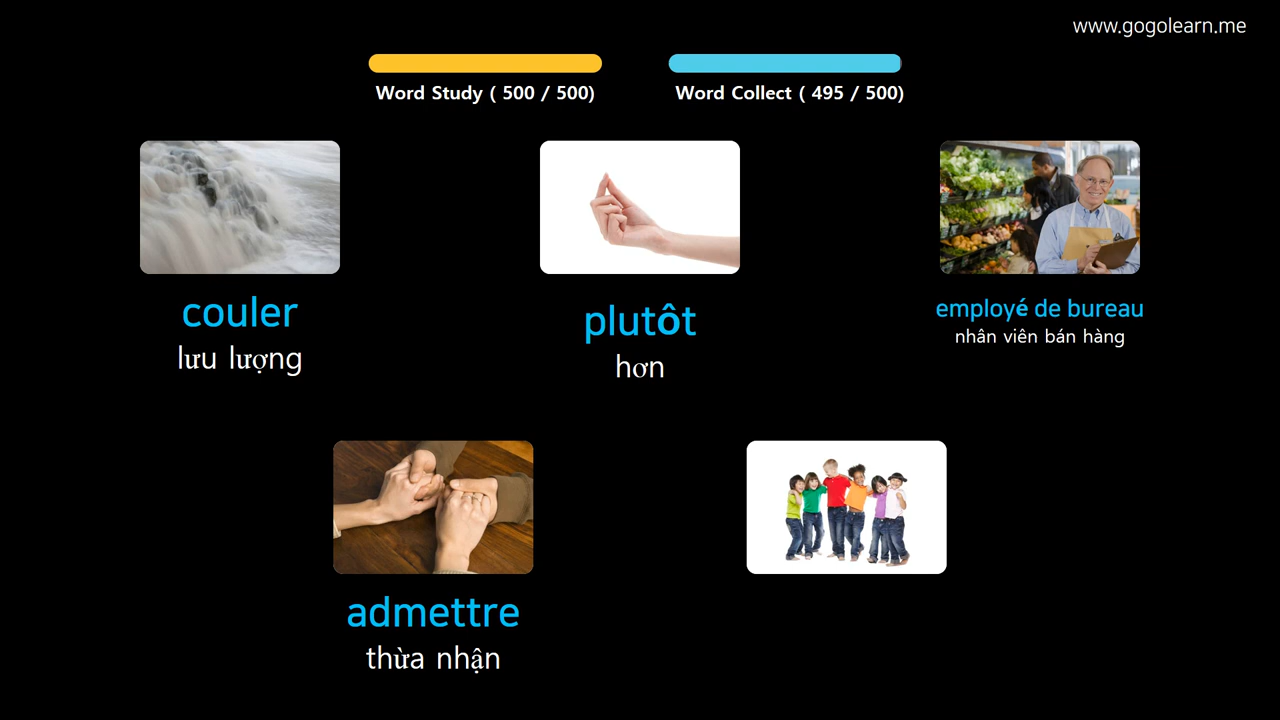 www.gogolearn.me
Word Study ( 500 / 500)
Word Collect ( 495 / 500)
couler
lưu lượng
plutôt
hơn
employé de bureau
nhân viên bán hàng
admettre
thừa nhận